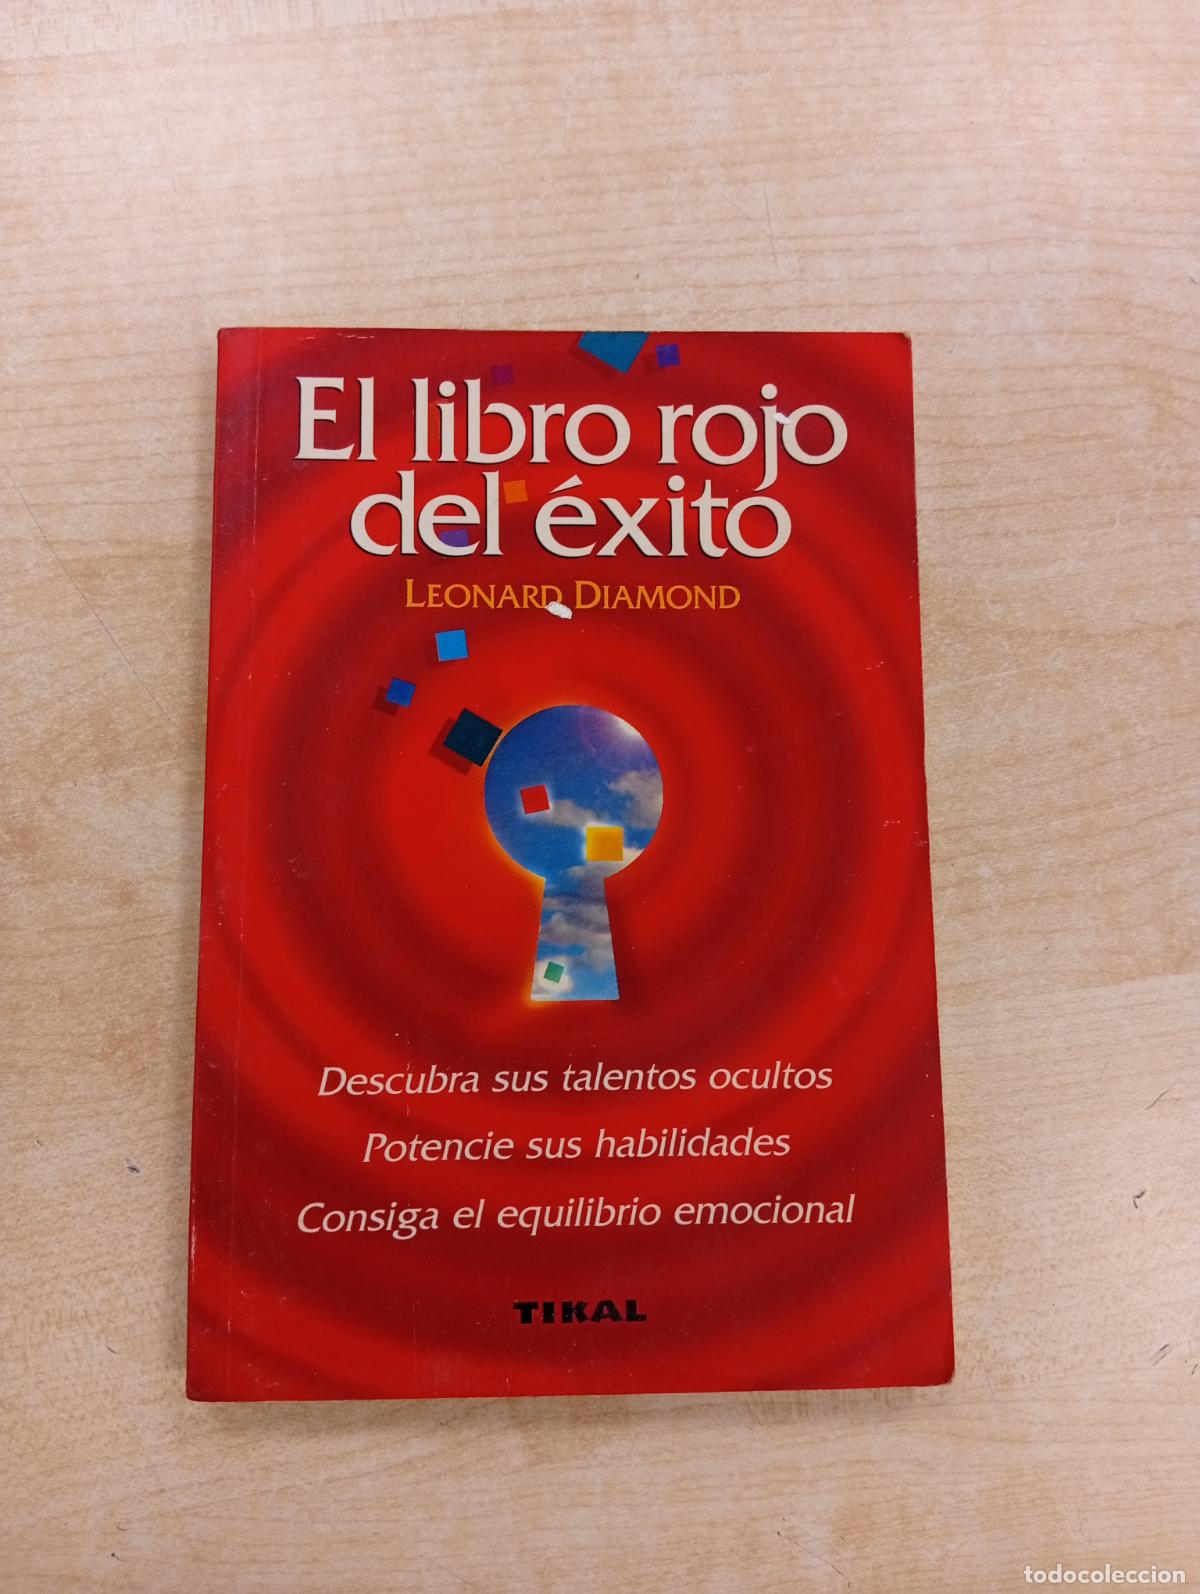 El libro rojo
del éxito
LEONARD DIAMOND
Descubra sus talentos ocultos
Potencie sus habilidades
Consiga el equilibrio emocional
TIKAL
todocoleccion